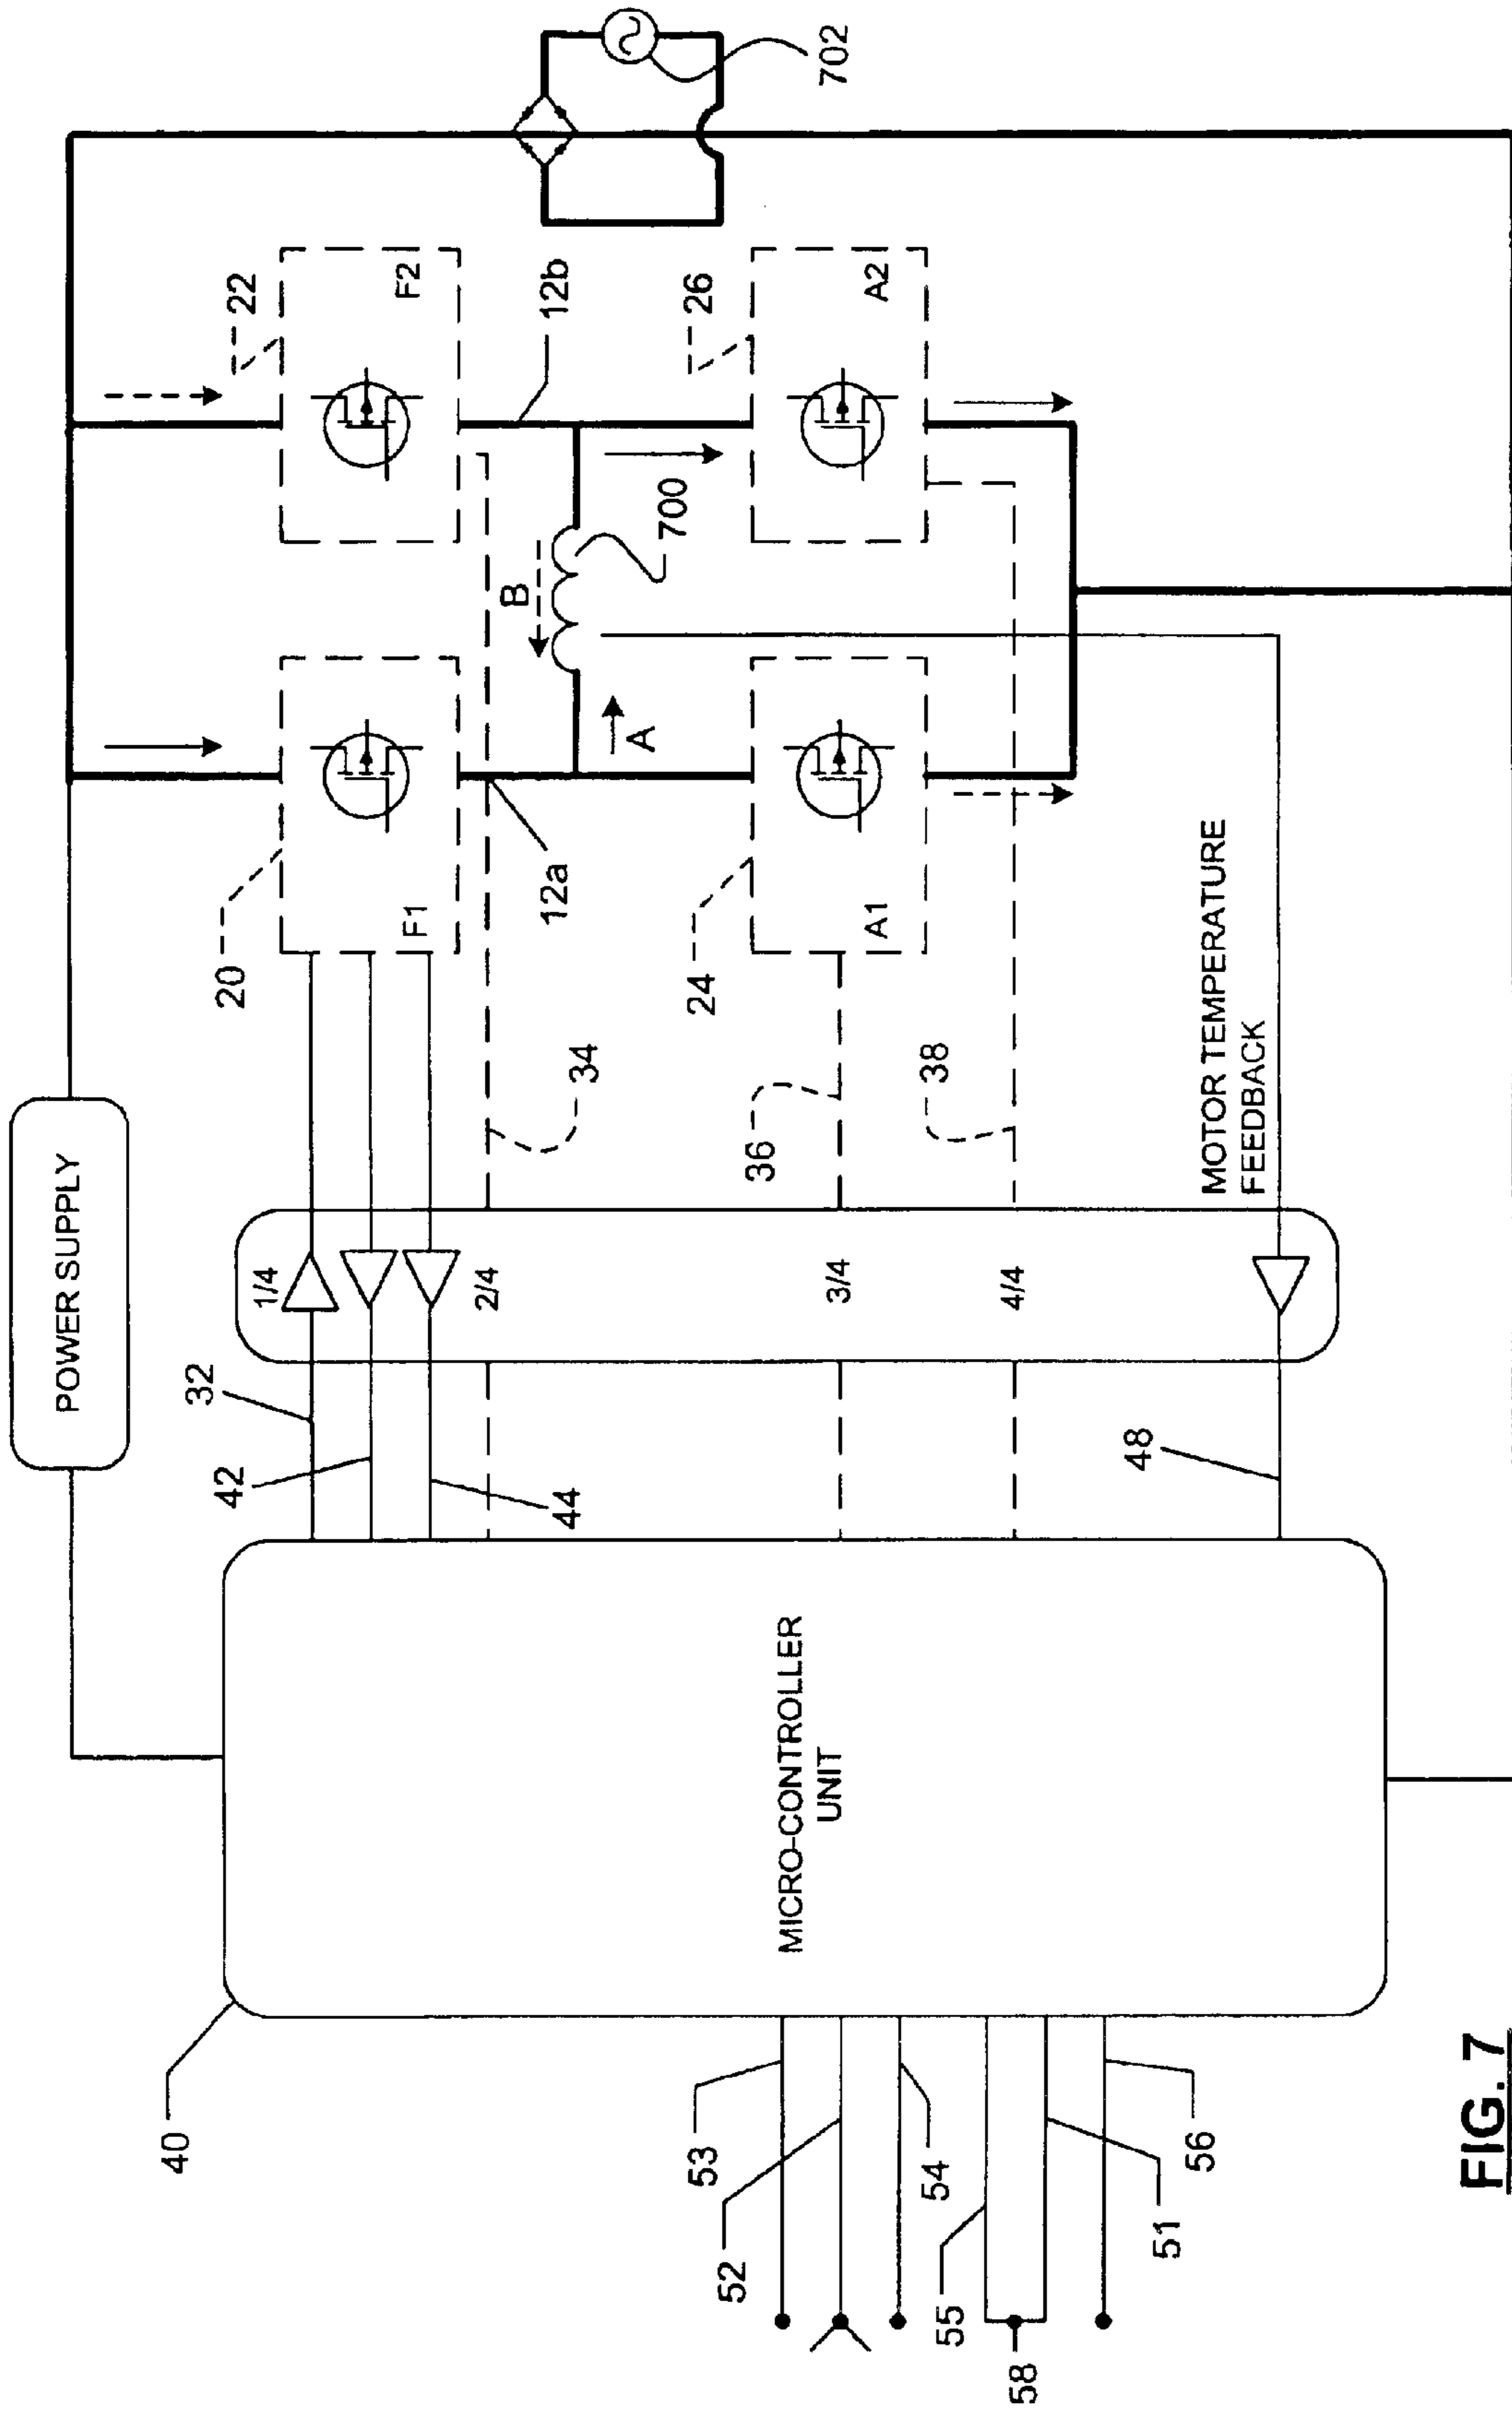 POWER SUPPLY
40
32
42
44
1/4
2/4
3/4
4/4
20
22
F1
F2
12a
12b
34
B
A
700
702
24
26
A1
A2
36
38
MOTOR TEMPERATURE
FEEDBACK
48
MICRO-CONTROLLER
UNIT
53
52
54
55
58
51
56
FIG. 7